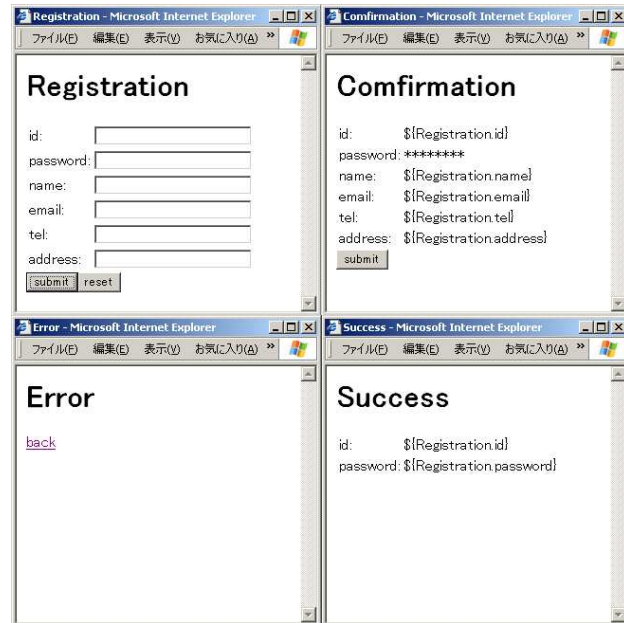 Registration - Microsoft Internet Explorer
ファイル(F) 編集(E) 表示(V) お気に入り(A) »
Registration
id:
password:
name:
email:
tel:
address:
submit reset
Comfirmation - Microsoft Internet Explorer
ファイル(F) 編集(E) 表示(V) お気に入り(A) »
Comfirmation
id: ${Registration.id}
password: ********
name: ${Registration.name}
email: ${Registration.email}
tel: ${Registration.tel}
address: ${Registration.address}
submit
Error - Microsoft Internet Explorer
ファイル(F) 編集(E) 表示(V) お気に入り(A) »
Error
back
Success - Microsoft Internet Explorer
ファイル(F) 編集(E) 表示(V) お気に入り(A) »
Success
id: ${Registration.id}
password: ${Registration.password}